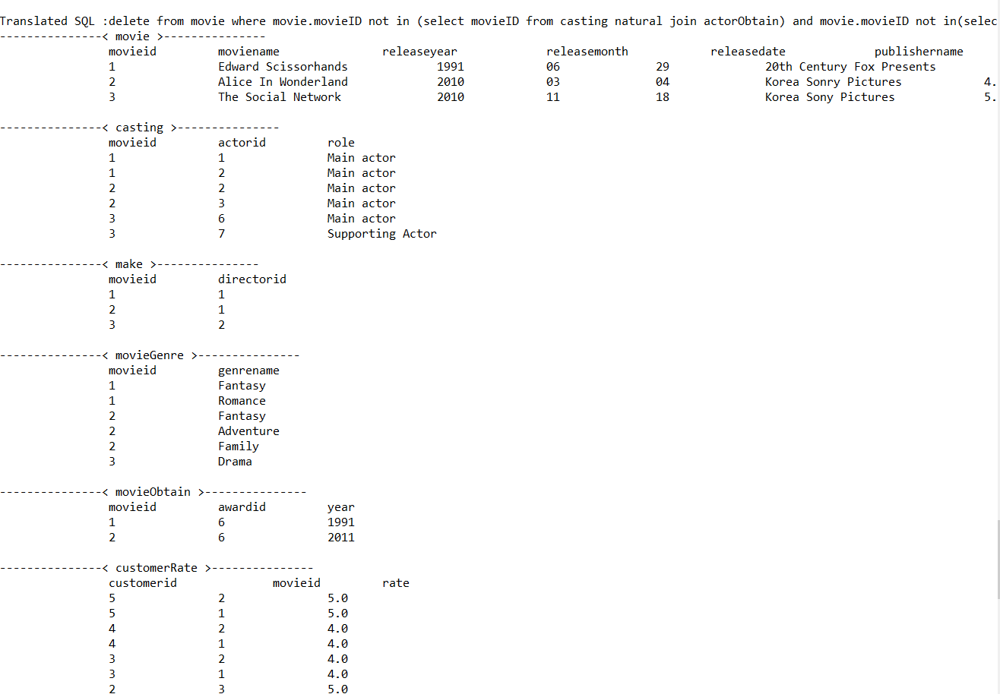 Translated SQL :delete from movie where movie.movieID not in (select movieID from casting natural join actorObtain) and movie.movieID not in(selec
---------------< movie >---------------
movieid moviename releaseyear releasemonth releasedate publishername
1 Edward Scissorhands 1991 06 29 20th Century Fox Presents
2 Alice In Wonderland 2010 03 04 Korea Sonry Pictures 4.
3 The Social Network 2010 11 18 Korea Sony Pictures 5.
---------------< casting >---------------
movieid actorid role
1 1 Main actor
1 2 Main actor
2 2 Main actor
2 3 Main actor
3 6 Main actor
3 7 Supporting Actor
---------------< make >---------------
movieid directorid
1 1
2 1
3 2
---------------< movieGenre >---------------
movieid genrename
1 Fantasy
1 Romance
2 Fantasy
2 Adventure
2 Family
3 Drama
---------------< movieObtain >---------------
movieid awardid year
1 6 1991
2 6 2011
---------------< customerRate >---------------
customerid movieid rate
5 2 5.0
5 1 5.0
4 2 4.0
4 1 4.0
3 2 4.0
3 1 4.0
2 3 5.0